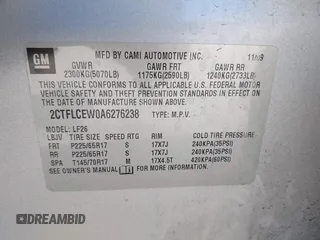 GM
MFD BY CAMI AUTOMOTIVE INC.
GVWR GAWR FRT GAWR RR
2300KG(5070LB) 1175KG(2590LB) 1240KG(2733LB)
THIS VEHICLE CONFORMS TO ALL APPLICABLE U.S. FEDERAL MOTOR
VEHICLE SAFETY AND THEFT PREVENTION STANDARDS IN EFFECT
ON THE DATE OF MANUFACTURE SHOWN ABOVE.
2CTFLCEW0A6276238 TYPE: M.P.V.
MODEL: LF26
TIRE SIZE SPEED RTG RIM COLD TIRE PRESSURE
FRT P225/65R17 S 17X7J 240KPA(35PSI)
RR P225/65R17 S 17X7J 240KPA(35PSI)
SPA T145/70R17 M 17X4.5T 420KPA(60PSI)
SEE OWNER'S MANUAL FOR ADDITIONAL INFORMATION.
DREAMBID